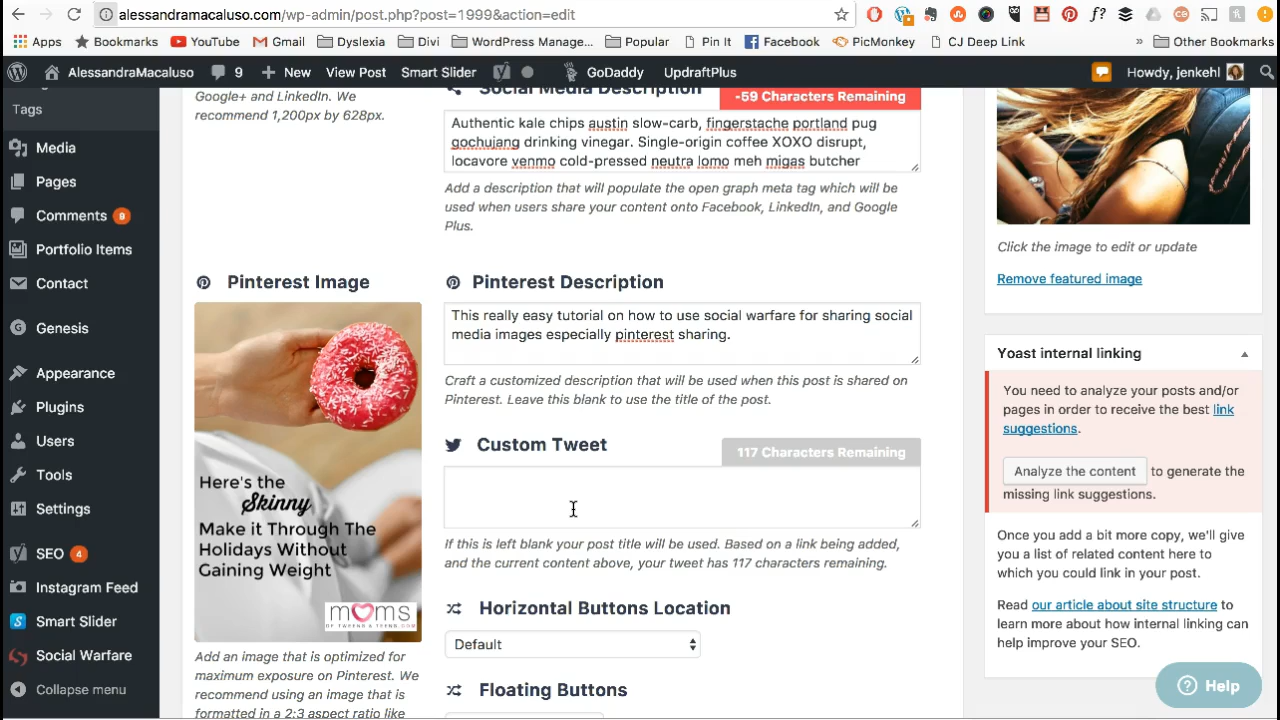 alessandramacaluso.com/wp-admin/post.php?post=1999&action=edit
Apps Bookmarks YouTube Gmail Dyslexia Divi WordPress Manage... Popular Pin It Facebook PicMonkey CJ Deep Link » Other Bookmarks
AlessandraMacaluso 9 New View Post Smart Slider GoDaddy UpdraftPlus Howdy, jenkehl
Tags
Media
Pages
Comments 9
Portfolio Items
Contact
Genesis
Appearance
Plugins
Users
Tools
Settings
SEO 4
Instagram Feed
Smart Slider
Social Warfare
Collapse menu
Google+ and LinkedIn. We
recommend 1,200px by 628px.
Social Media Description
-59 Characters Remaining
Authentic kale chips austin slow-carb, fingerstache portland pug
gochujang drinking vinegar. Single-origin coffee XOXO disrupt,
locavore venmo cold-pressed neutra lomo meh migas butcher
Add a description that will populate the open graph meta tag which will be
used when users share your content onto Facebook, LinkedIn, and Google
Plus.
Pinterest Image
Here's the
Skinny
Make it Through The
Holidays Without
Gaining Weight
moms
OF TWEENS & TEENS.COM
Add an image that is optimized for
maximum exposure on Pinterest. We
recommend using an image that is
formatted in a 2:3 aspect ratio like
Pinterest Description
This really easy tutorial on how to use social warfare for sharing social
media images especially pinterest sharing.
Craft a customized description that will be used when this post is shared on
Pinterest. Leave this blank to use the title of the post.
Custom Tweet
117 Characters Remaining
If this is left blank your post title will be used. Based on a link being added,
and the current content above, your tweet has 117 characters remaining.
Horizontal Buttons Location
Default
Floating Buttons
Click the image to edit or update
Remove featured image
Yoast internal linking
You need to analyze your posts and/or
pages in order to receive the best link
suggestions.
Analyze the content to generate the
missing link suggestions.
Once you add a bit more copy, we'll give
you a list of related content here to
which you could link in your post.
Read our article about site structure to
learn more about how internal linking can
help improve your SEO.
Help